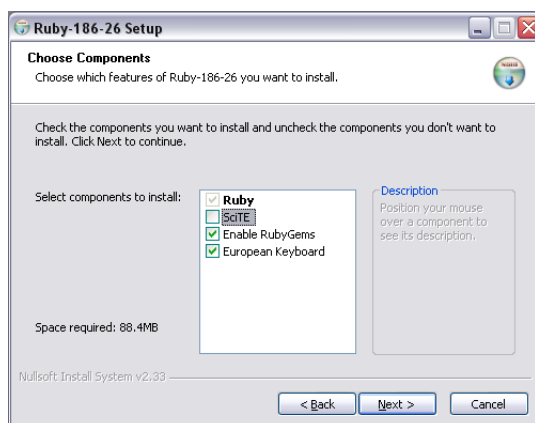 Ruby-186-26 Setup
Choose Components
Choose which features of Ruby-186-26 you want to install.
Check the components you want to install and uncheck the components you don't want to
install. Click Next to continue.
Select components to install:
Ruby
SciTE
Enable RubyGems
European Keyboard
Description
Position your mouse
over a component to
see its description.
Space required: 88.4MB
Nullsoft Install System v2.33
< Back
Next >
Cancel